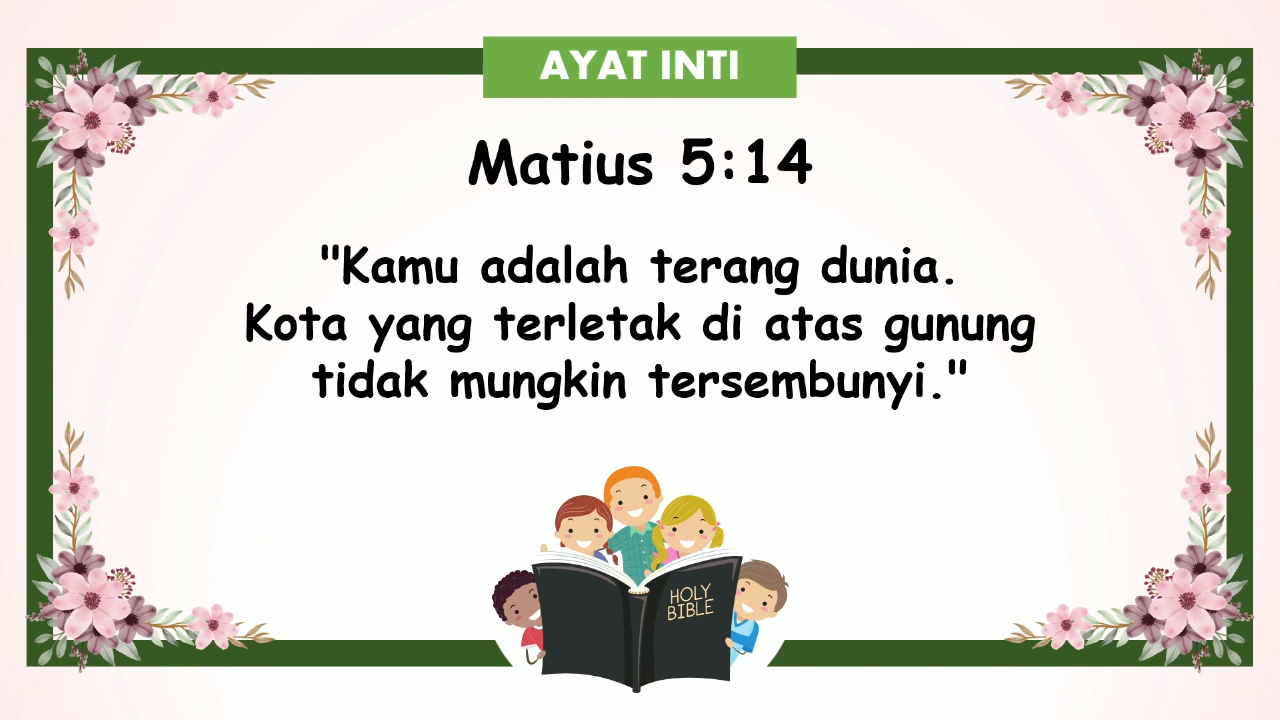 AYAT INTI
Matius 5:14
"Kamu adalah terang dunia.
Kota yang terletak di atas gunung
tidak mungkin tersembunyi."
HOLY
BIBLE